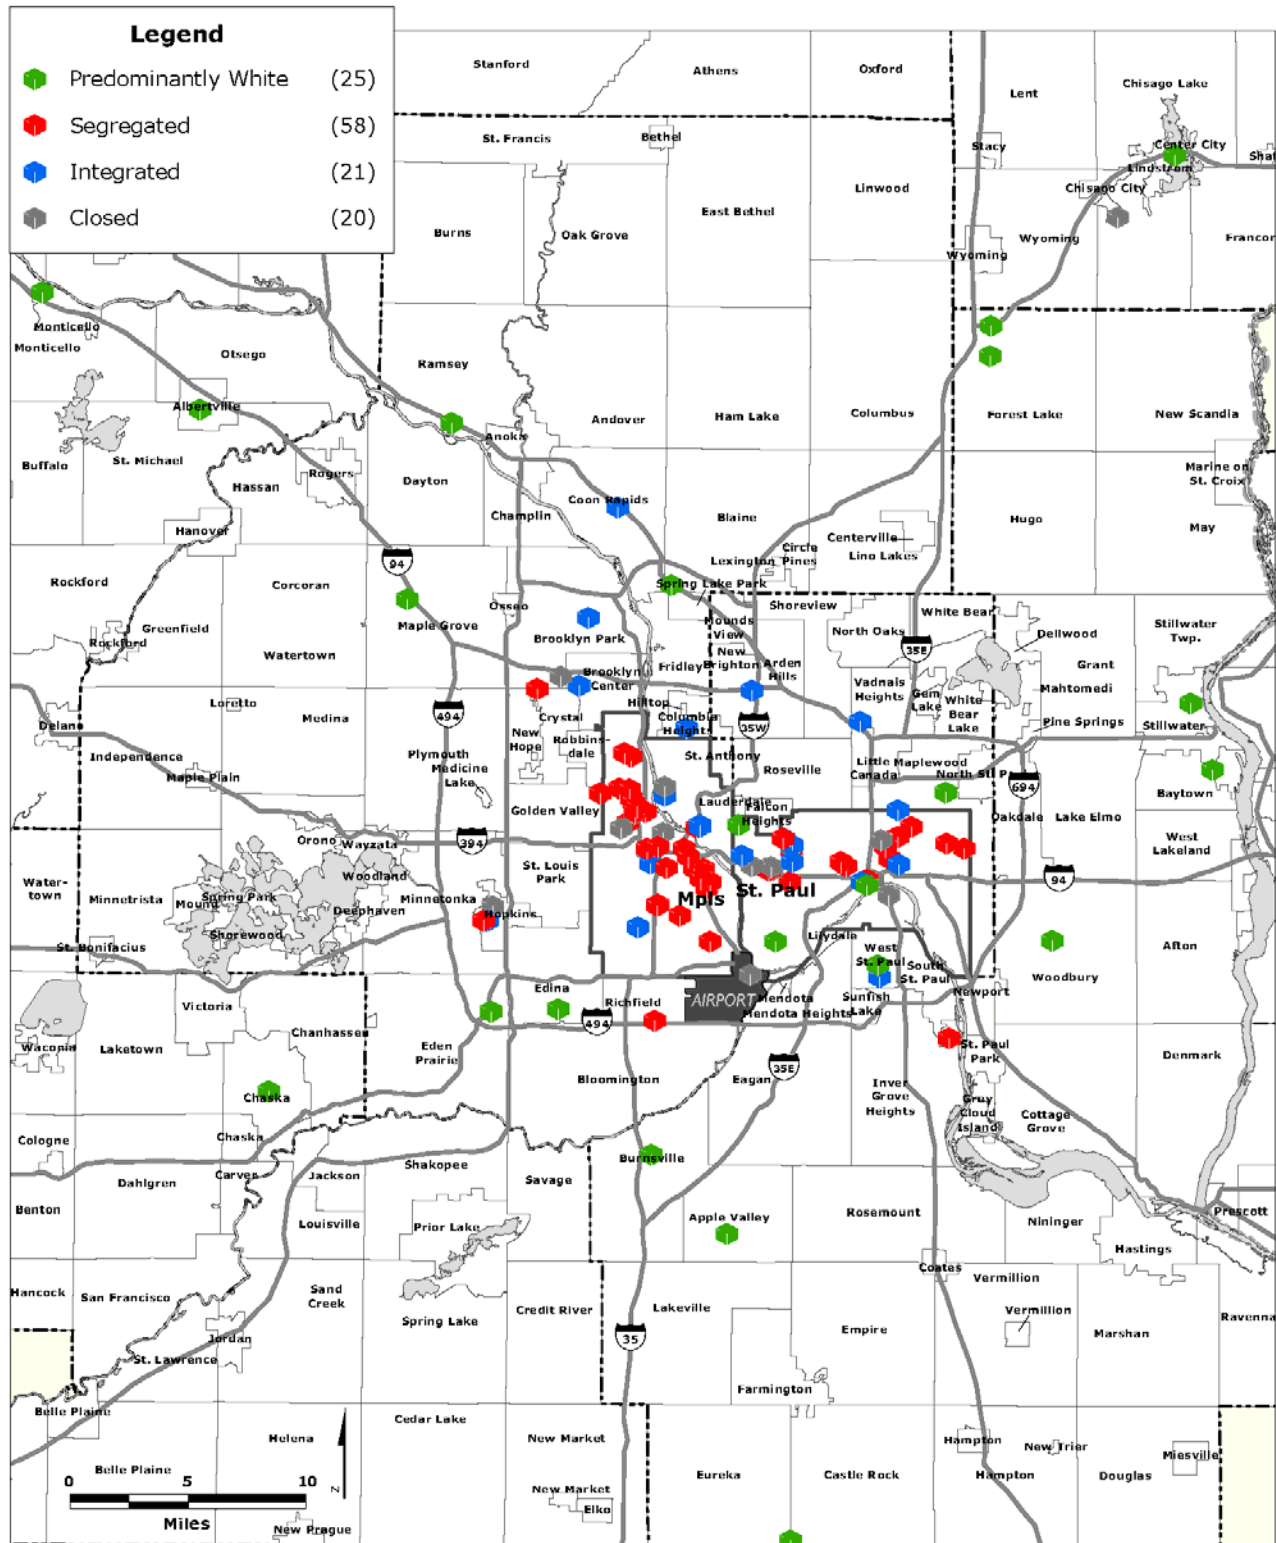 Legend
Predominantly White (25)
Segregated (58)
Integrated (21)
Closed (20)
Stanford
Athens
Oxford
Lent
Chisago Lake
St. Francis
Bethel
Stacy
Center City
Lindstrom
Chisago City
Linwood
East Bethel
Burns
Oak Grove
Wyoming
Wyoming
Monticello
Monticello
Otsego
Ramsey
Albertville
Andover
Ham Lake
Columbus
Forest Lake
New Scandia
Anoka
Buffalo
St. Michael
Rogers
Hassan
Dayton
Marine on
St. Croix
Coon Rapids
Champlin
Blaine
Hugo
May
Hanover
Centerville
Circle
Pines
Lexington
Lino Lakes
94
Rockford
Corcoran
Spring Lake Park
Osseo
Shoreview
White Bear
Maple Grove
Mounds
View
North Oaks
Stillwater
Twp.
Greenfield
Rockford
Brooklyn Park
Dellwood
35E
Watertown
New
Brighton
Arden
Hills
Fridley
Grant
Brooklyn
Center
Vadnais
Heights
Mahtomedi
Gem
Lake
White
Bear
Lake
Loretto
Medina
Hilltop
Columbia
Heights
494
Crystal
35W
Pine Springs
Stillwater
Delano
New
Hope
Robbins-
dale
Independence
Plymouth
Medicine
Lake
St. Anthony
Roseville
Little
Canada
Maplewood
North St P
Maple Plain
694
Baytown
Golden Valley
Lauderdale
Falcon
Heights
Oakdale
Lake Elmo
Orono
Wayzata
394
West
Lakeland
Woodland
St. Louis
Park
Water-
town
Minnetrista
Mound
Spring Park
Minnetonka
Mpls
St. Paul
94
Deephaven
Hopkins
Shorewood
St. Bonifacius
Lilydale
West
St. Paul
South
St. Paul
Woodbury
Afton
Victoria
Edina
Richfield
AIRPORT
Mendota
Mendota Heights
Sunfish
Lake
Newport
494
Waconia
Laketown
Chanhassen
Eden
Prairie
St. Paul
Park
Denmark
Bloomington
35E
Eagan
Inver
Grove
Heights
Chaska
Grey
Cloud
Island
Cottage
Grove
Cologne
Chaska
Burnsville
Shakopee
Carver
Jackson
Dahlgren
Savage
Benton
Louisville
Prior Lake
Apple Valley
Rosemount
Nininger
Prescott
Hastings
Coates
Vermillion
Hancock
San Francisco
Sand
Creek
Spring Lake
Credit River
Lakeville
Vermillion
Ravenna
35
Empire
Marshan
Jordan
St. Lawrence
Farmington
Belle Plaine
Cedar Lake
Helena
New Market
Hampton
New Trier
Miesville
Belle Plaine
Eureka
Castle Rock
Hampton
Douglas
0 5 10
Miles
N
New Market
Elko
New Prague